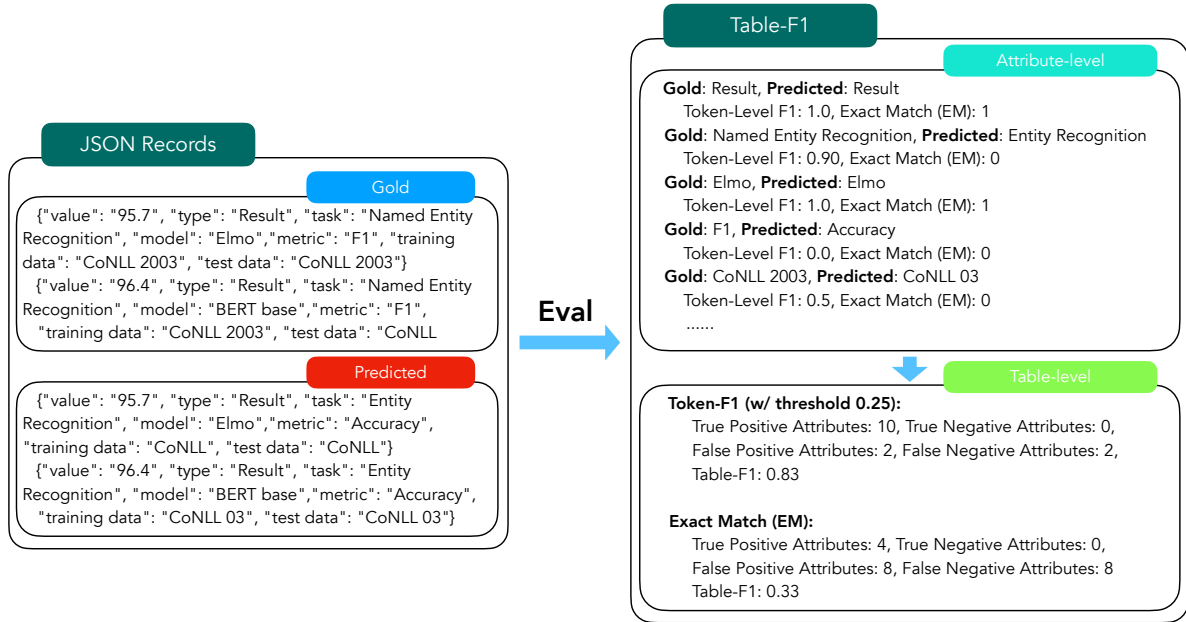 JSON Records
Gold
{"value": "95.7", "type": "Result", "task": "Named Entity
Recognition", "model": "Elmo","metric": "F1", "training
data": "CoNLL 2003", "test data": "CoNLL 2003"}
{"value": "96.4", "type": "Result", "task": "Named Entity
Recognition", "model": "BERT base","metric": "F1",
"training data": "CoNLL 2003", "test data": "CoNLL
Predicted
{"value": "95.7", "type": "Result", "task": "Entity
Recognition", "model": "Elmo","metric": "Accuracy",
"training data": "CoNLL", "test data": "CoNLL"}
{"value": "96.4", "type": "Result", "task": "Entity
Recognition", "model": "BERT base","metric": "Accuracy",
"training data": "CoNLL 03", "test data": "CoNLL 03"}
Eval
Table-F1
Attribute-level
Gold: Result, Predicted: Result
Token-Level F1: 1.0, Exact Match (EM): 1
Gold: Named Entity Recognition, Predicted: Entity Recognition
Token-Level F1: 0.90, Exact Match (EM): 0
Gold: Elmo, Predicted: Elmo
Token-Level F1: 1.0, Exact Match (EM): 1
Gold: F1, Predicted: Accuracy
Token-Level F1: 0.0, Exact Match (EM): 0
Gold: CoNLL 2003, Predicted: CoNLL 03
Token-Level F1: 0.5, Exact Match (EM): 0
......
Table-level
Token-F1 (w/ threshold 0.25):
True Positive Attributes: 10, True Negative Attributes: 0,
False Positive Attributes: 2, False Negative Attributes: 2,
Table-F1: 0.83
Exact Match (EM):
True Positive Attributes: 4, True Negative Attributes: 0,
False Positive Attributes: 8, False Negative Attributes: 8
Table-F1: 0.33